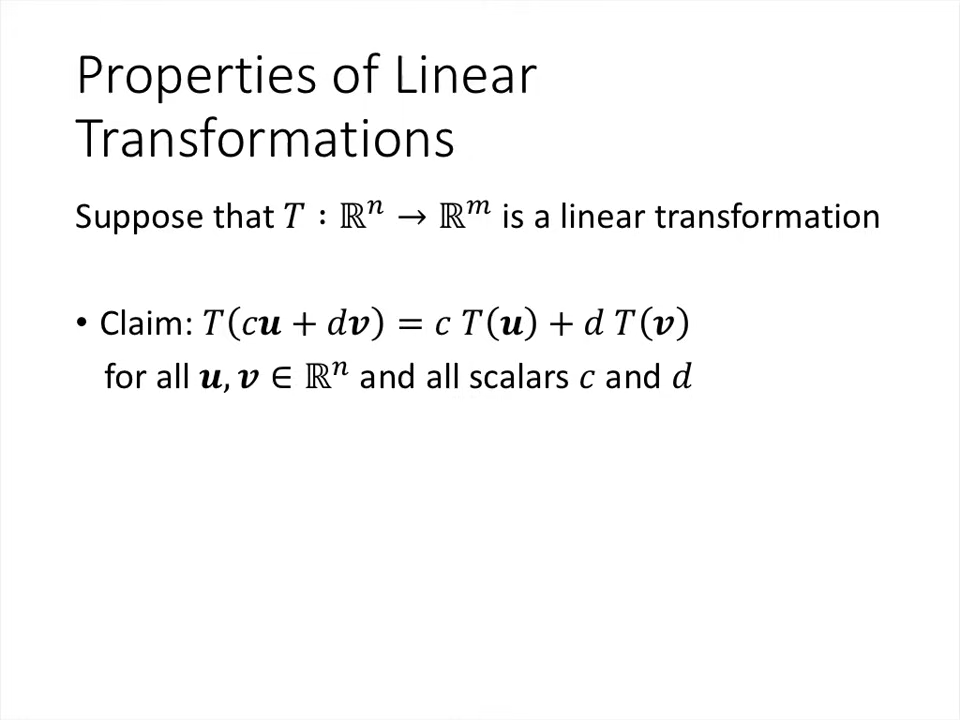 Properties of Linear
Transformations
Suppose that 𝑇 : ℝⁿ → ℝᵐ is a linear transformation
• Claim: 𝑇(𝑐𝒖 + 𝑑𝒗) = 𝑐 𝑇(𝒖) + 𝑑 𝑇(𝒗)
for all 𝒖, 𝒗 ∈ ℝⁿ and all scalars 𝑐 and 𝑑